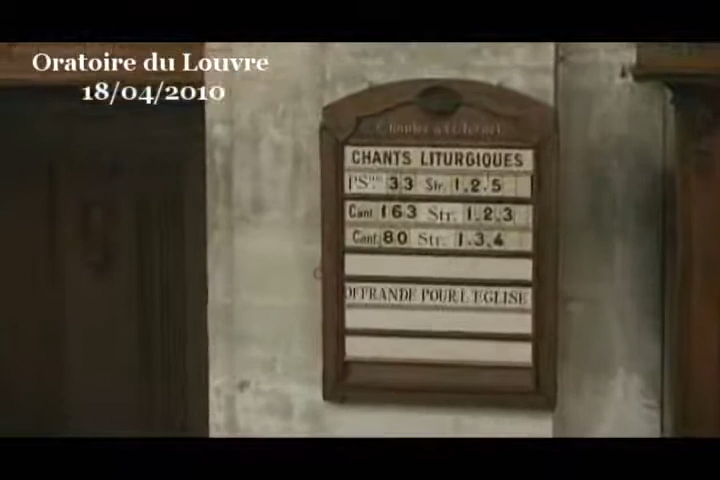 Oratoire du Louvre
18/04/2010
CHANTS LITURGIQUES
PS.^me 33 Str. 1.2.5
Cant. 163 Str. 1.2.3
Cant. 80 Str. 1.3.4
OFFRANDE POUR L'EGLISE